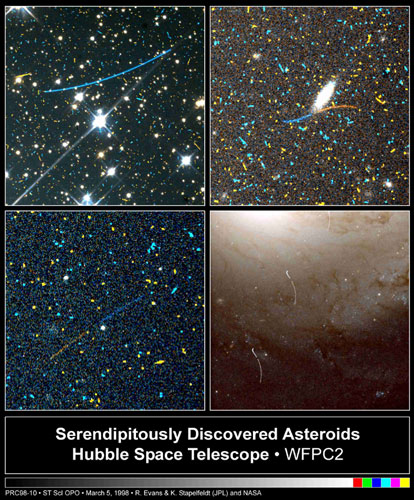 Serendipitously Discovered Asteroids
Hubble Space Telescope • WFPC2
PRC98-10 • ST ScI OPO • March 5, 1998 • R. Evans & K. Stapelfeldt (JPL) and NASA